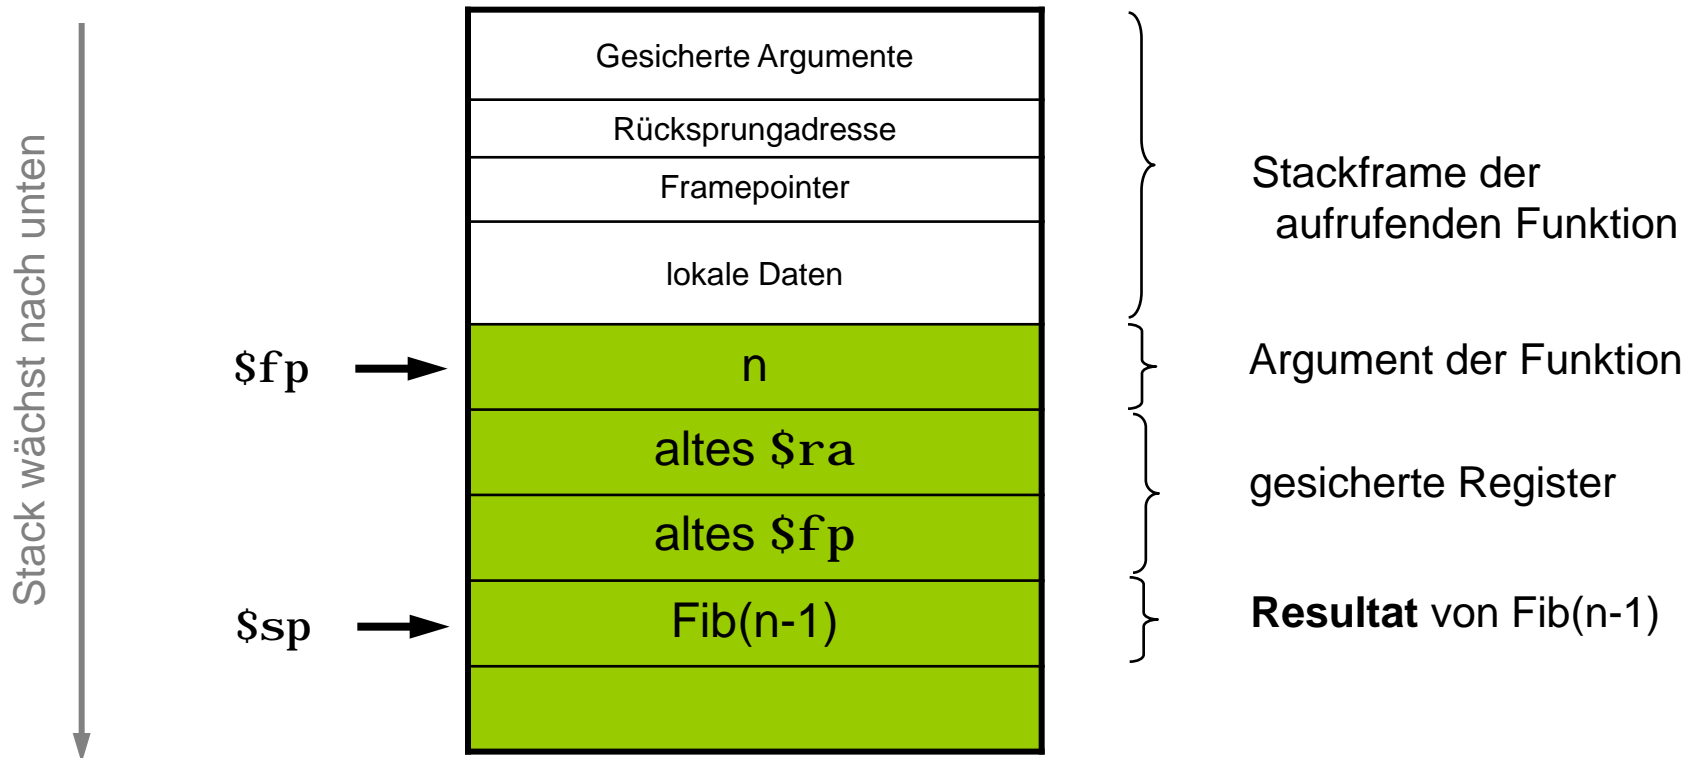 Stack wächst nach unten
Gesicherte Argumente
Rücksprungadresse
Framepointer
lokale Daten
Stackframe der
aufrufenden Funktion
$fp
n
Argument der Funktion
altes $ra
altes $fp
gesicherte Register
$sp
Fib(n-1)
Resultat von Fib(n-1)